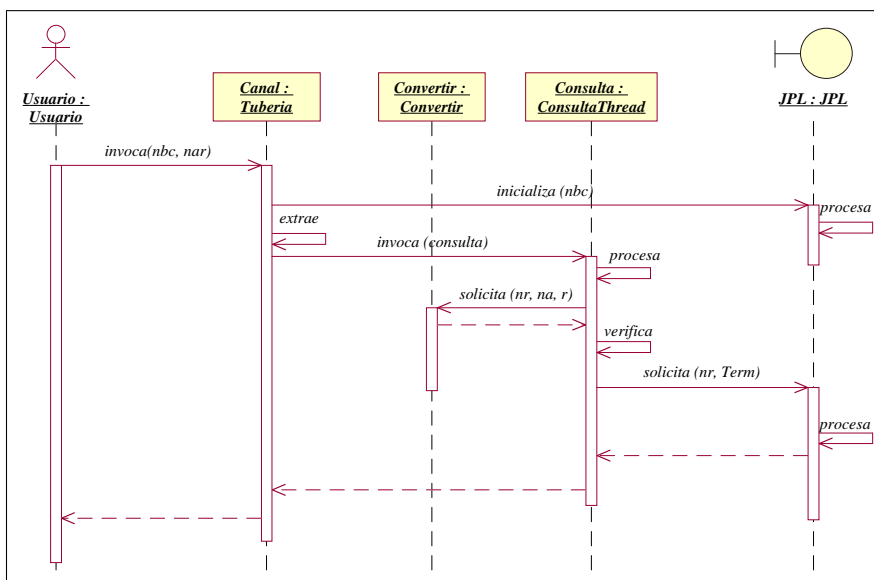 Usuario :
Usuario
Canal :
Tuberia
Convertir :
Convertir
Consulta :
ConsultaThread
JPL : JPL
invoca(nbc, nar)
inicializa (nbc)
procesa
extrae
invoca (consulta)
procesa
solicita (nr, na, r)
verifica
solicita (nr, Term)
procesa